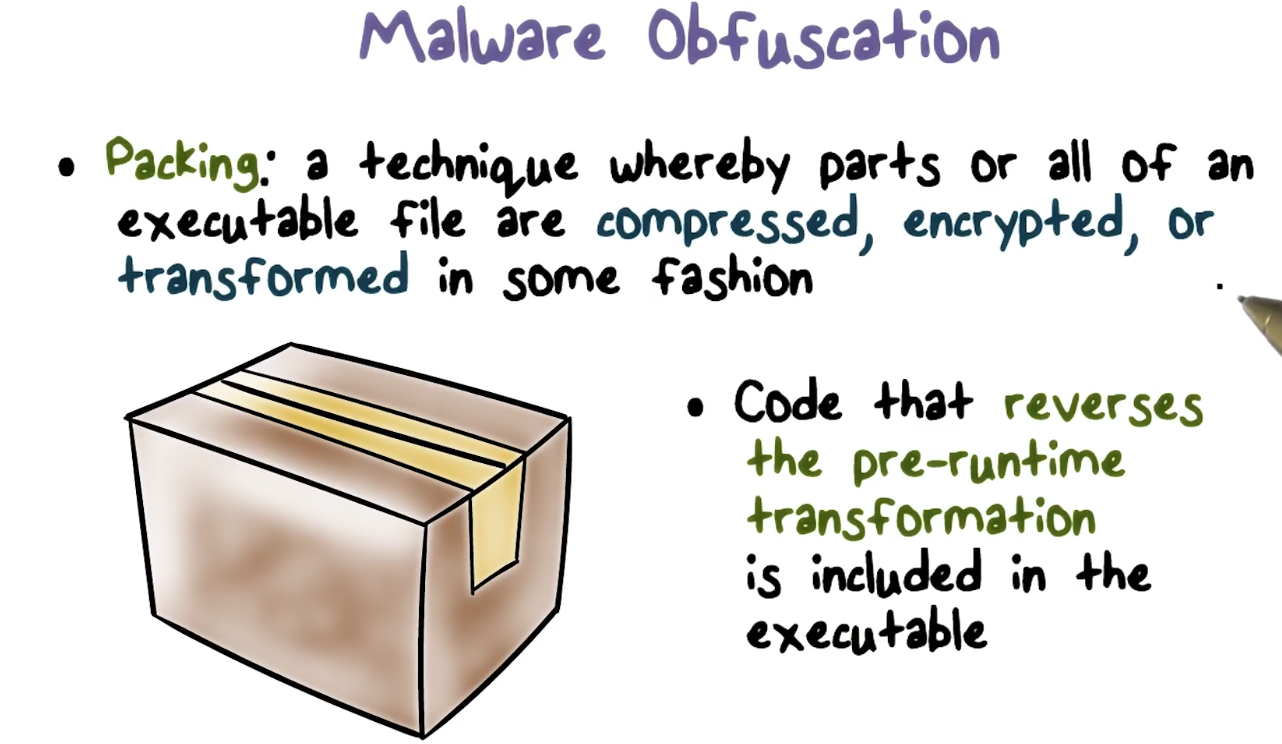 Malware Obfuscation
• Packing: a technique whereby parts or all of an
executable file are compressed, encrypted, or
transformed in some fashion
• Code that reverses
the pre-runtime
transformation
is included in the
executable